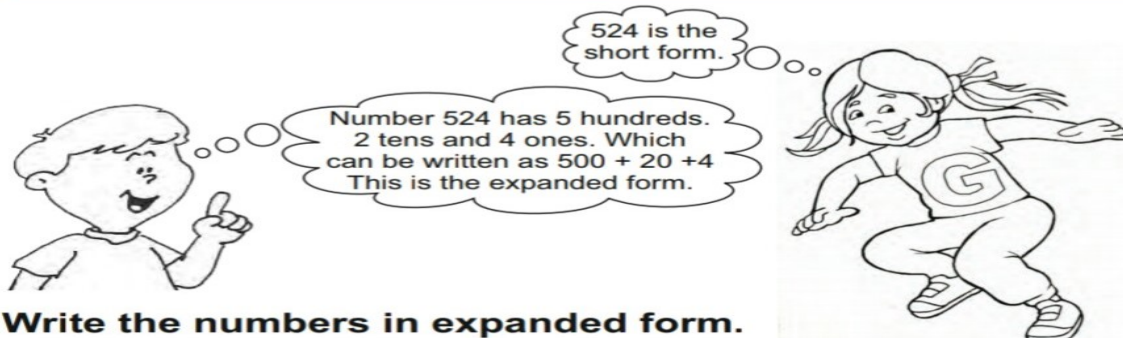 524 is the
short form.
Number 524 has 5 hundreds.
2 tens and 4 ones. Which
can be written as 500 + 20 +4
This is the expanded form.
G
Write the numbers in expanded form.